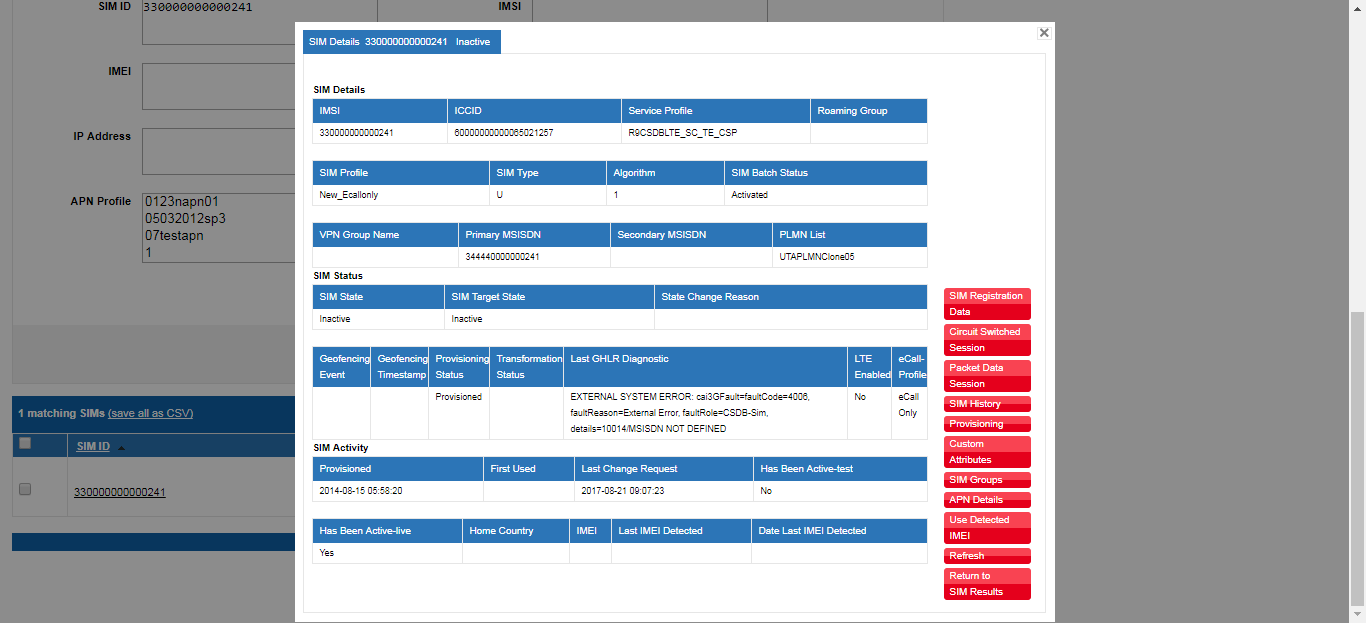 SIM ID
330000000000241
IMSI
IMEI
IP Address
APN Profile
0123napn01
05032012sp3
07testapn
1
1 matching SIMs (save all as CSV)
SIM ID
330000000000241
SIM Details 330000000000241 Inactive
SIM Details
IMSI ICCID Service Profile Roaming Group
330000000000241 60000000000065021257 R9CSDBLTE_SC_TE_CSP
SIM Profile SIM Type Algorithm SIM Batch Status
New_Ecallonly U 1 Activated
VPN Group Name Primary MSISDN Secondary MSISDN PLMN List
344440000000241 UTAPLMNClone05
SIM Status
SIM State SIM Target State State Change Reason
Inactive Inactive
Geofencing Geofencing Provisioning Transformation Last GHLR Diagnostic LTE eCall-
Event Timestamp Status Status Enabled Profile
Provisioned EXTERNAL SYSTEM ERROR: cai3GFault=faultCode=4006, No eCall
faultReason=External Error, faultRole=CSDB-Sim, Only
details=10014/MSISDN NOT DEFINED
SIM Activity
Provisioned First Used Last Change Request Has Been Active-test
2014-08-15 05:58:20 2017-08-21 09:07:23 No
Has Been Active-live Home Country IMEI Last IMEI Detected Date Last IMEI Detected
Yes
SIM Registration
Data
Circuit Switched
Session
Packet Data
Session
SIM History
Provisioning
Custom
Attributes
SIM Groups
APN Details
Use Detected
IMEI
Refresh
Return to
SIM Results